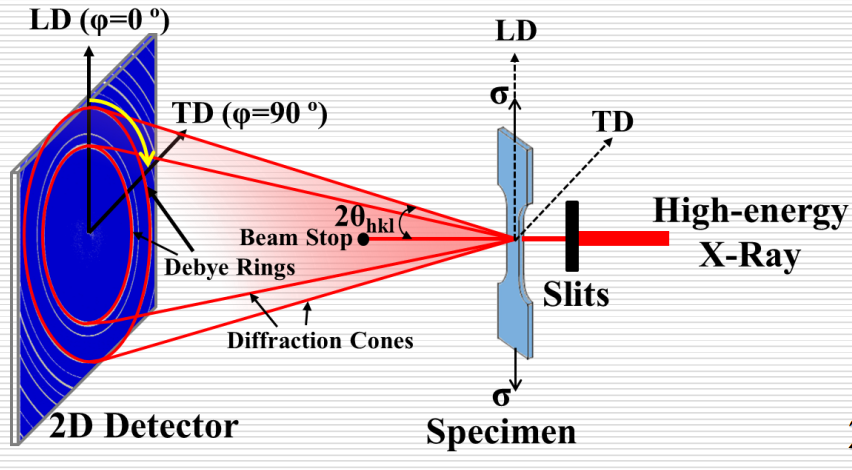 LD (φ=0 º)
LD
σ
TD (φ=90 º)
TD
2θhkl
High-energy
X-Ray
Beam Stop
Debye Rings
Slits
Diffraction Cones
σ
2D Detector
Specimen